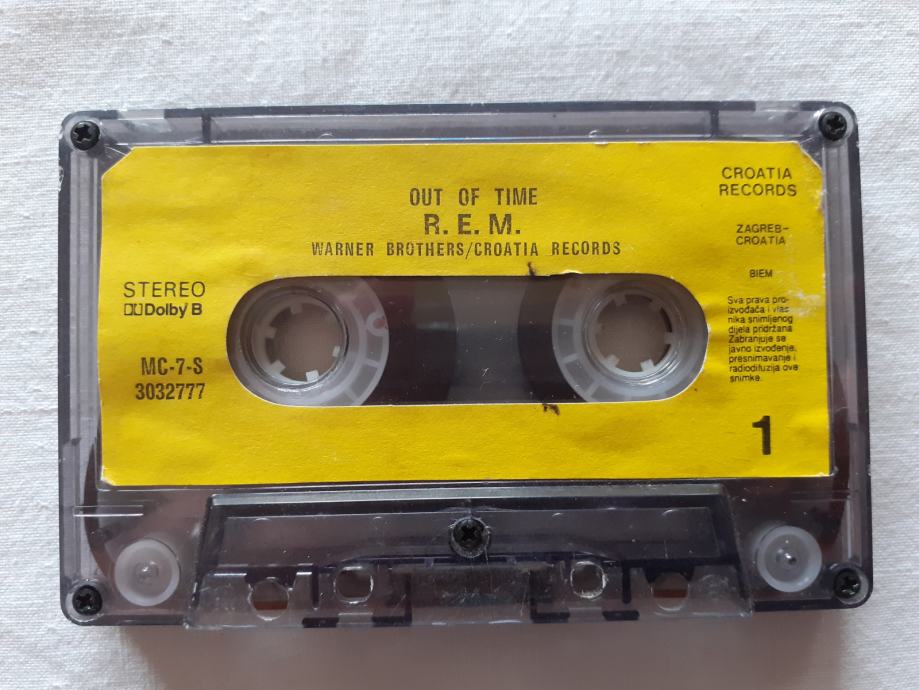 OUT OF TIME
R.E.M.
WARNER BROTHERS/CROATIA RECORDS
STEREO
Dolby B
MC-7-S
3032777
CROATIA
RECORDS
ZAGREB-
CROATIA
BIEM
Sva prava pro-
izvođača i vlas
nika snimljenog
dijela pridržana
Zabranjuje se
javno izvođenje,
presnimavanje i
radiodifuzija ove
snimke.
1